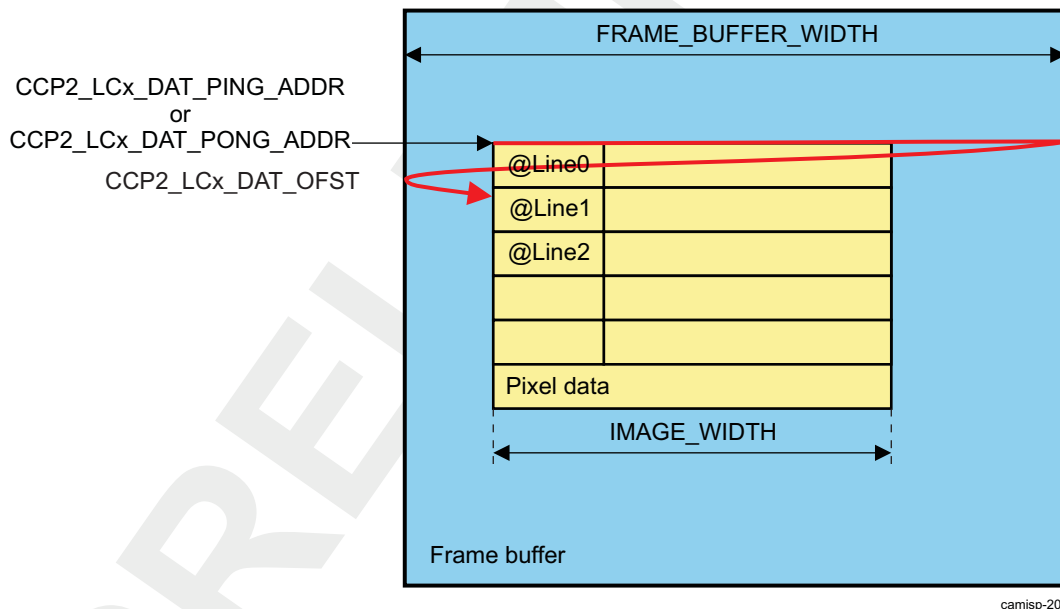 FRAME_BUFFER_WIDTH
CCP2_LCx_DAT_PING_ADDR
or
CCP2_LCx_DAT_PONG_ADDR
CCP2_LCx_DAT_OFST
@Line0
@Line1
@Line2
Pixel data
IMAGE_WIDTH
Frame buffer